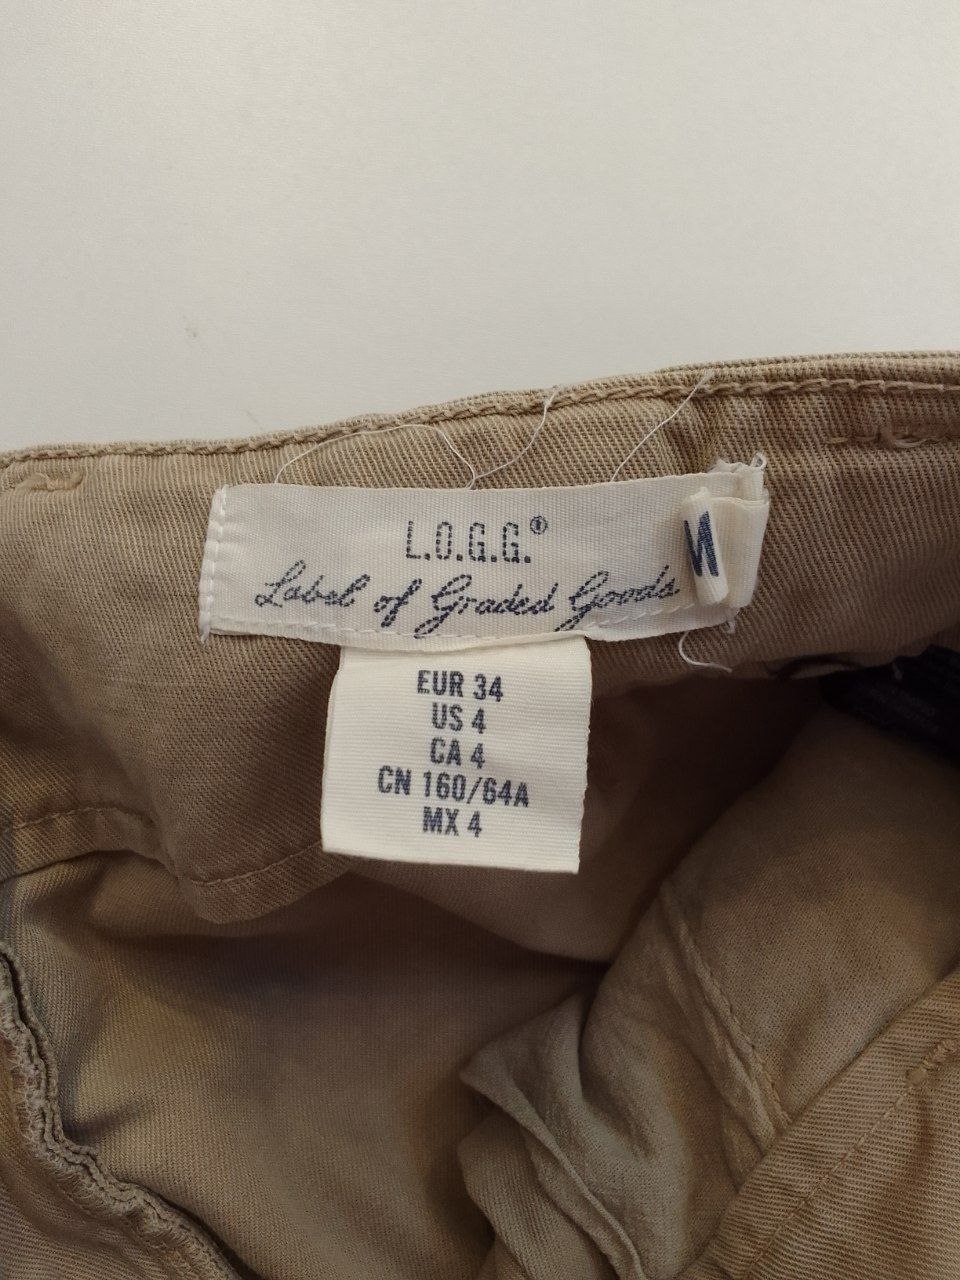 L.O.G.G.®
Label of Graded Goods
EUR 34
US 4
CA 4
CN 160/64A
MX 4